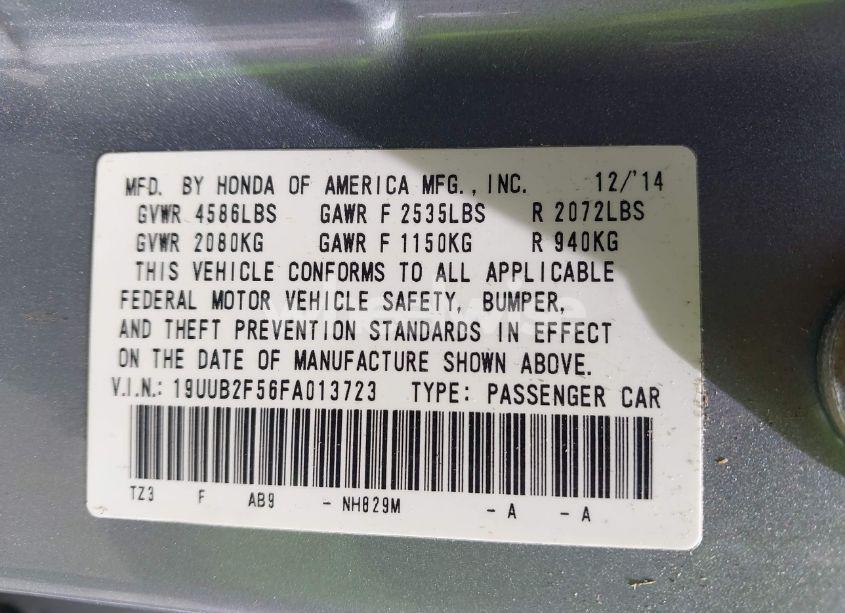 MFD. BY HONDA OF AMERICA MFG., INC. 12/'14
GVWR 4586LBS GAWR F 2535LBS R 2072LBS
GVWR 2080KG GAWR F 1150KG R 940KG
THIS VEHICLE CONFORMS TO ALL APPLICABLE
FEDERAL MOTOR VEHICLE SAFETY, BUMPER,
AND THEFT PREVENTION STANDARDS IN EFFECT
ON THE DATE OF MANUFACTURE SHOWN ABOVE.
V.I.N.: 19UUB2F56FA013723 TYPE: PASSENGER CAR
TZ3 F AB9 - NH829M - A - A